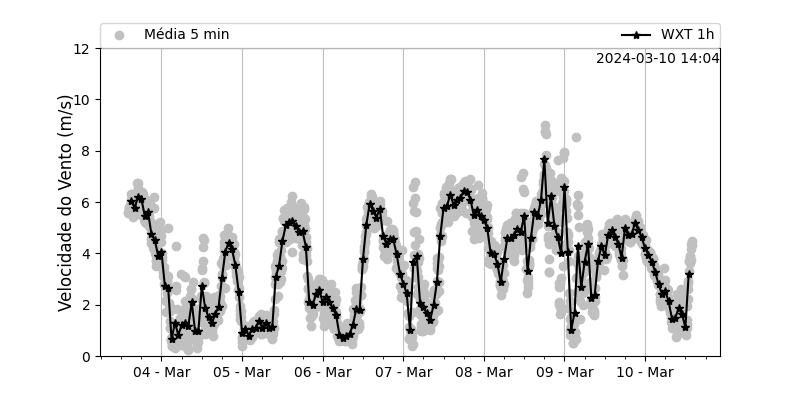 Média 5 min
WXT 1h
2024-03-10 14:04
Velocidade do Vento (m/s)
12
10
8
6
4
2
0
04 - Mar
05 - Mar
06 - Mar
07 - Mar
08 - Mar
09 - Mar
10 - Mar